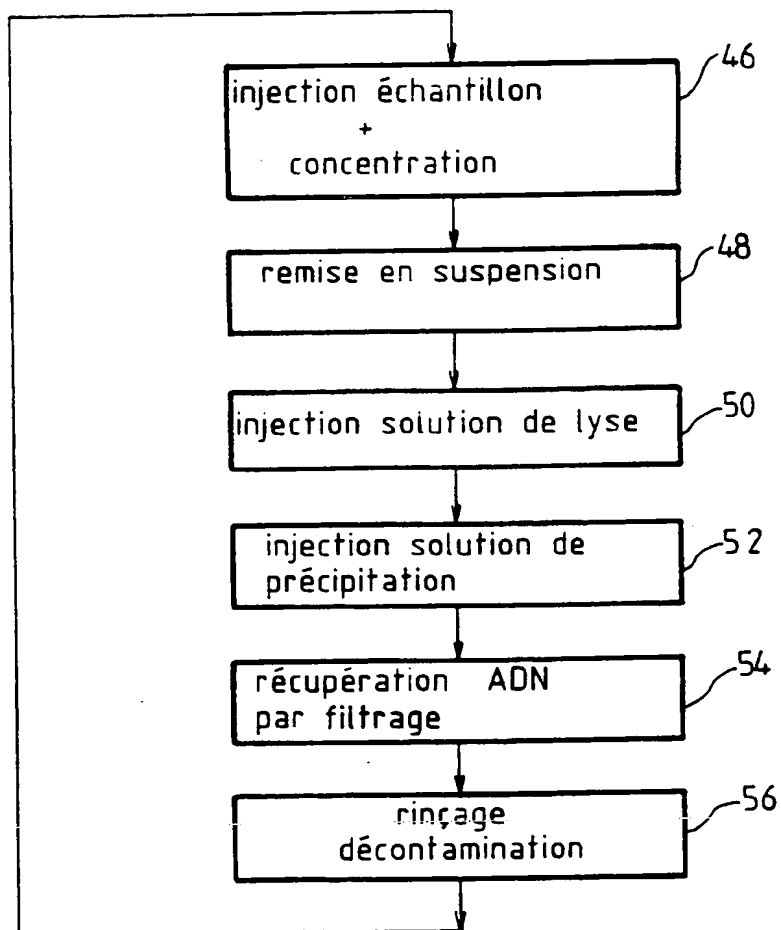 injection échantillon
+
concentration
46
remise en suspension
48
injection solution de lyse
50
injection solution de
précipitation
52
récupération ADN
par filtrage
54
rinçage
décontamination
56